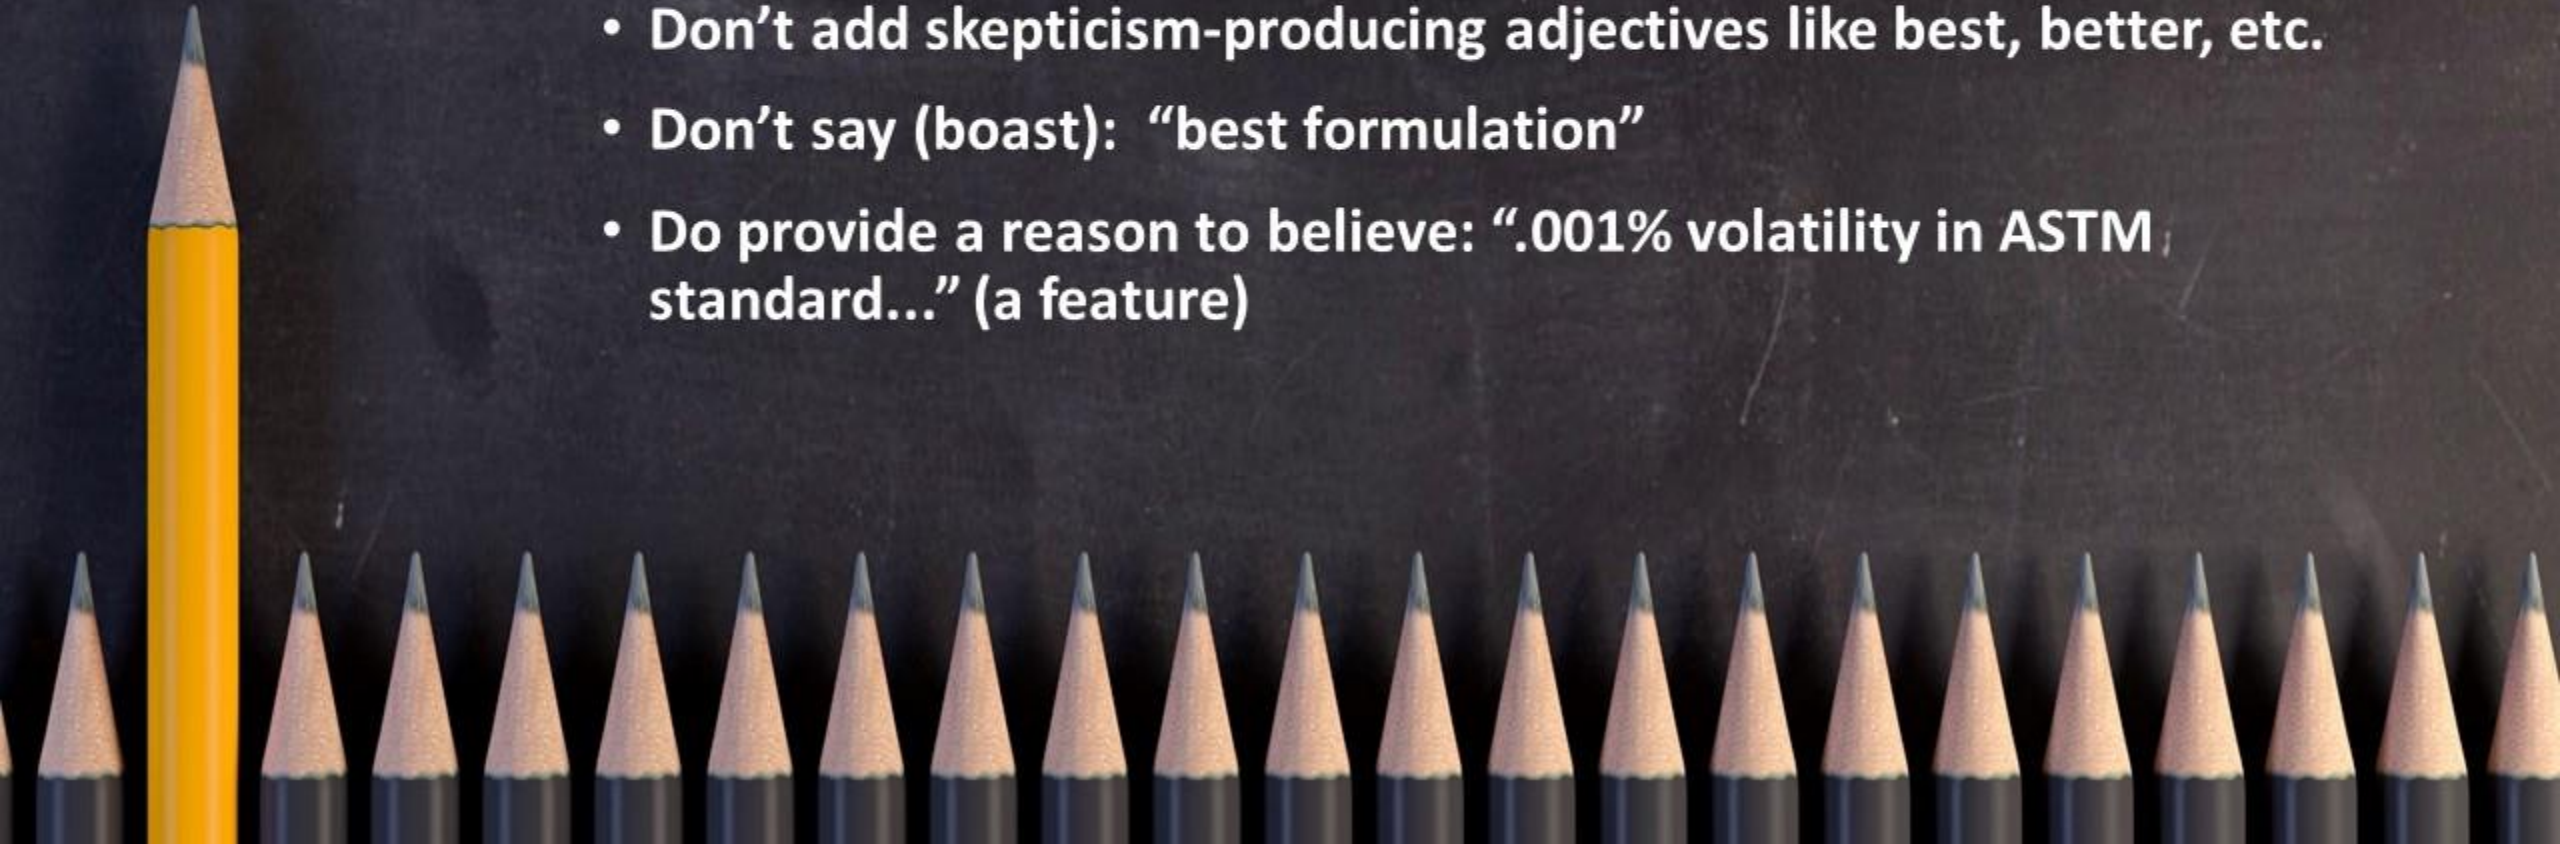 • Don’t add skepticism-producing adjectives like best, better, etc.
• Don’t say (boast):  “best formulation”
• Do provide a reason to believe: “.001% volatility in ASTM
standard...” (a feature)